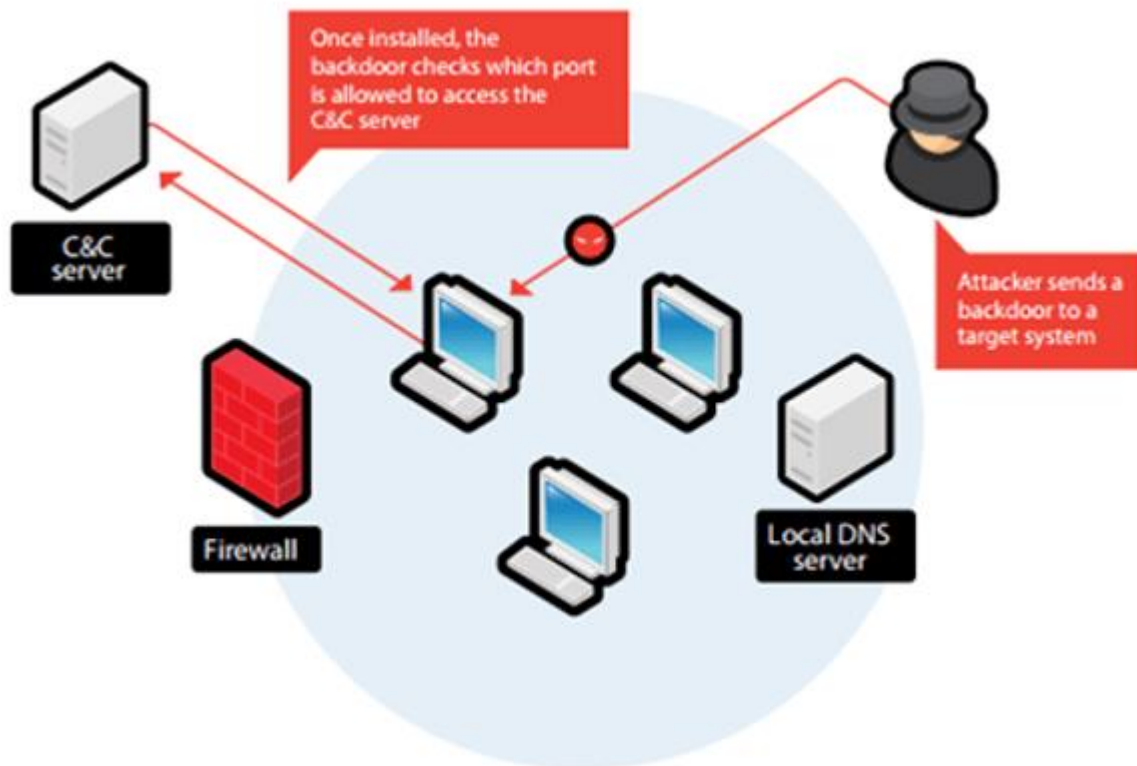 Once installed, the
backdoor checks which port
is allowed to access the
C&C server
C&C
server
Attacker sends a
backdoor to a
target system
Firewall
Local DNS
server